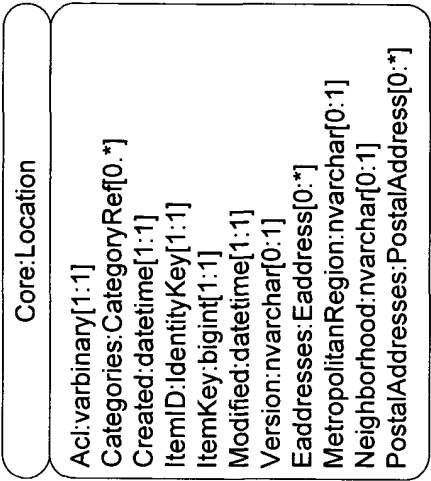 Core:Location
Acl:varbinary[1:1]
Categories:CategoryRef[0.*]
Created:datetime[1:1]
ItemID:IdentityKey[1:1]
ItemKey:bigint[1:1]
Modified:datetime[1:1]
Version:nvarchar[0:1]
Eaddresses:Eaddress[0:*]
MetropolitanRegion:nvarchar[0:1]
Neighborhood:nvarchar[0:1]
PostalAddresses:PostalAddress[0:*]